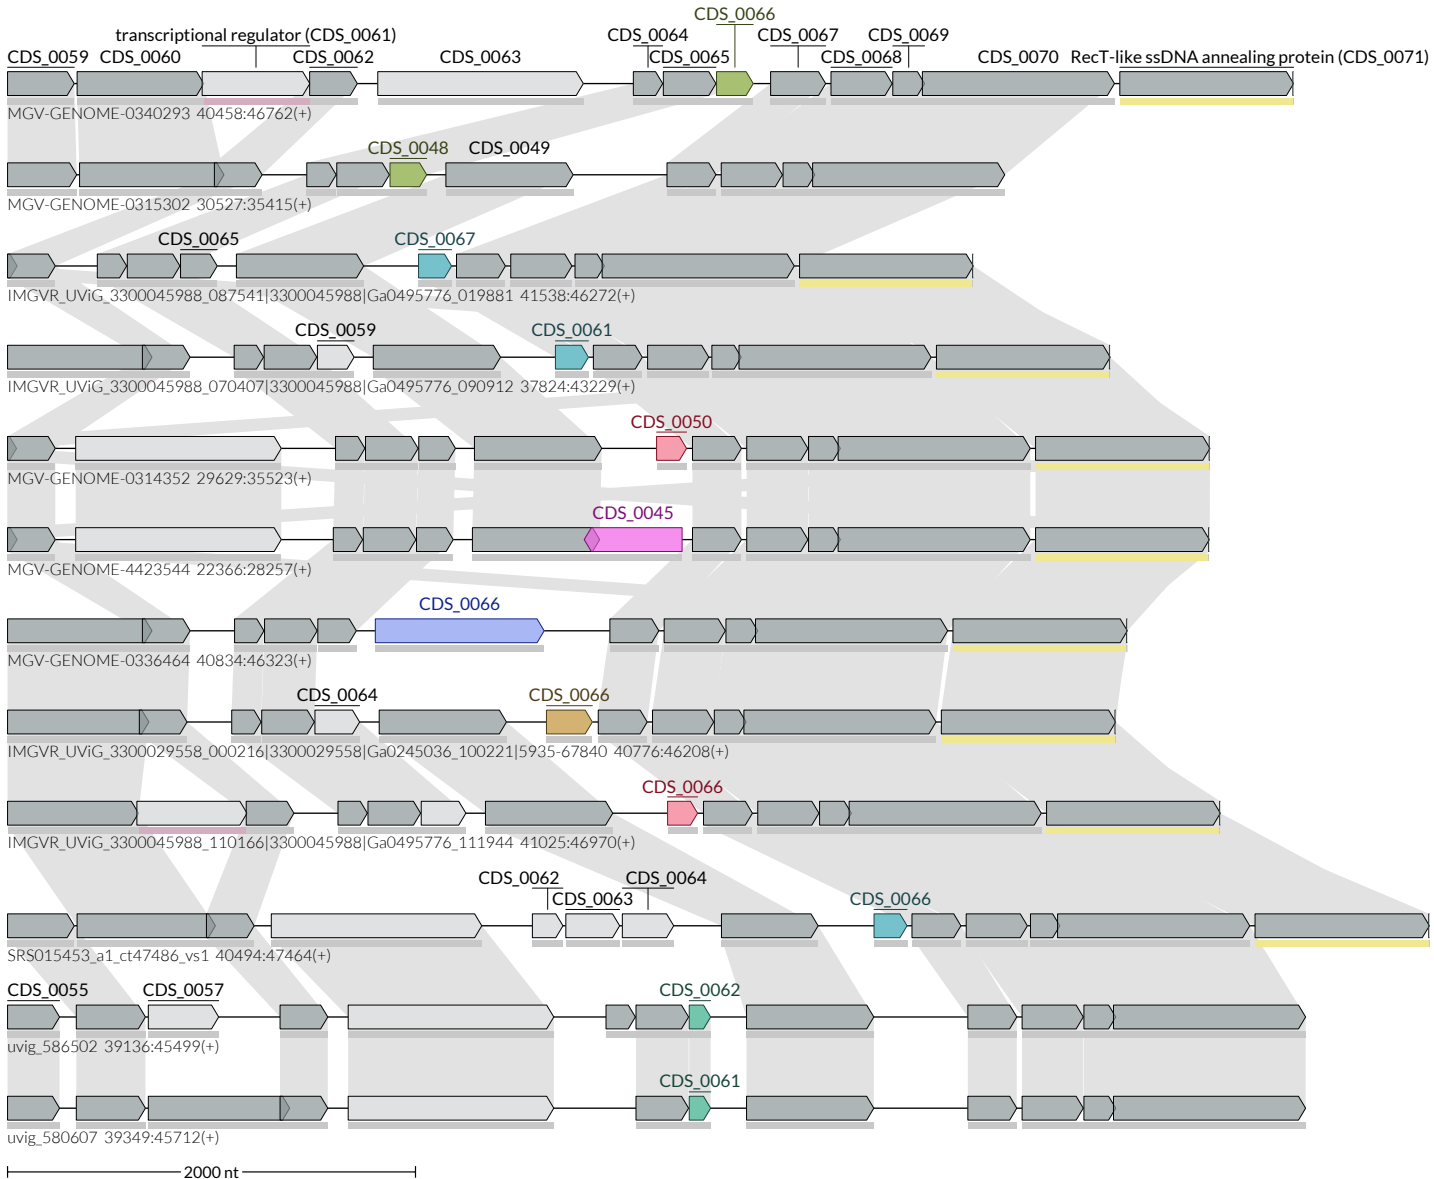 CDS_0066
transcriptional regulator (CDS_0061) CDS_0064 CDS_0067 CDS_0069
CDS_0059 CDS_0060 CDS_0062 CDS_0063 CDS_0065 CDS_0068 CDS_0070 RecT-like ssDNA annealing protein (CDS_0071)
MGV-GENOME-0340293 40458:46762(+)
CDS_0048 CDS_0049
MGV-GENOME-0315302 30527:35415(+)
CDS_0065 CDS_0067
IMGVR_UViG_3300045988_087541|3300045988|Ga0495776_019881 41538:46272(+)
CDS_0059 CDS_0061
IMGVR_UViG_3300045988_070407|3300045988|Ga0495776_090912 37824:43229(+)
CDS_0050
MGV-GENOME-0314352 29629:35523(+)
CDS_0045
MGV-GENOME-4423544 22366:28257(+)
CDS_0066
MGV-GENOME-0336464 40834:46323(+)
CDS_0064 CDS_0066
IMGVR_UViG_3300029558_000216|3300029558|Ga0245036_100221|5935-67840 40776:46208(+)
CDS_0066
IMGVR_UViG_3300045988_110166|3300045988|Ga0495776_111944 41025:46970(+)
CDS_0062 CDS_0064
CDS_0063 CDS_0066
SRS015453_a1_ct47486_vs1 40494:47464(+)
CDS_0055 CDS_0057 CDS_0062
uvig_586502 39136:45499(+)
CDS_0061
uvig_580607 39349:45712(+)
2000 nt